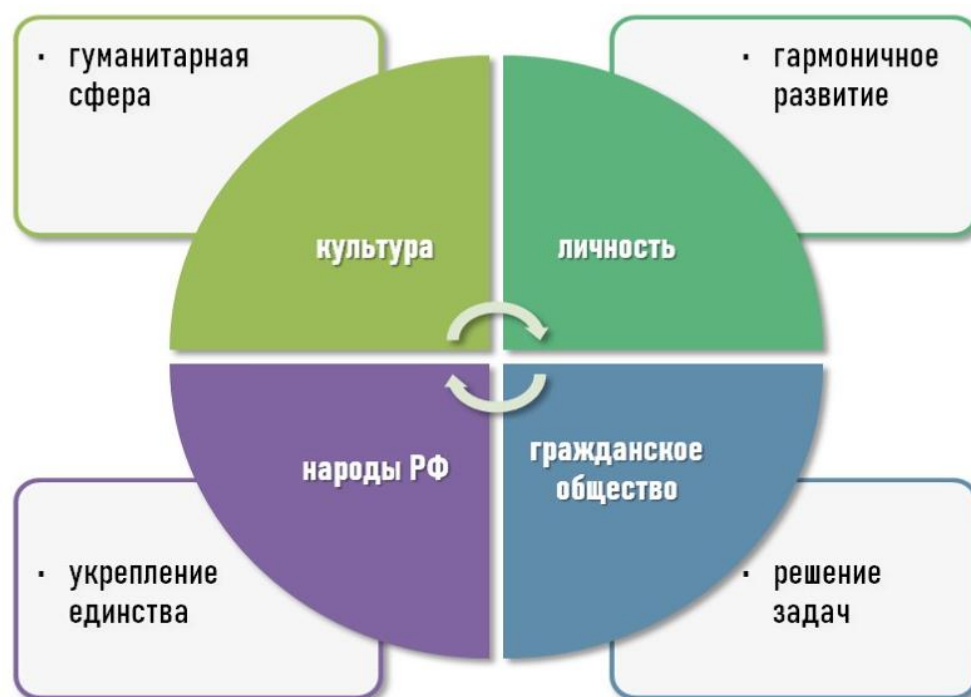 · гуманитарная
сфера
· гармоничное
развитие
культура
личность
народы РФ
гражданское
общество
· укрепление
единства
· решение
задач